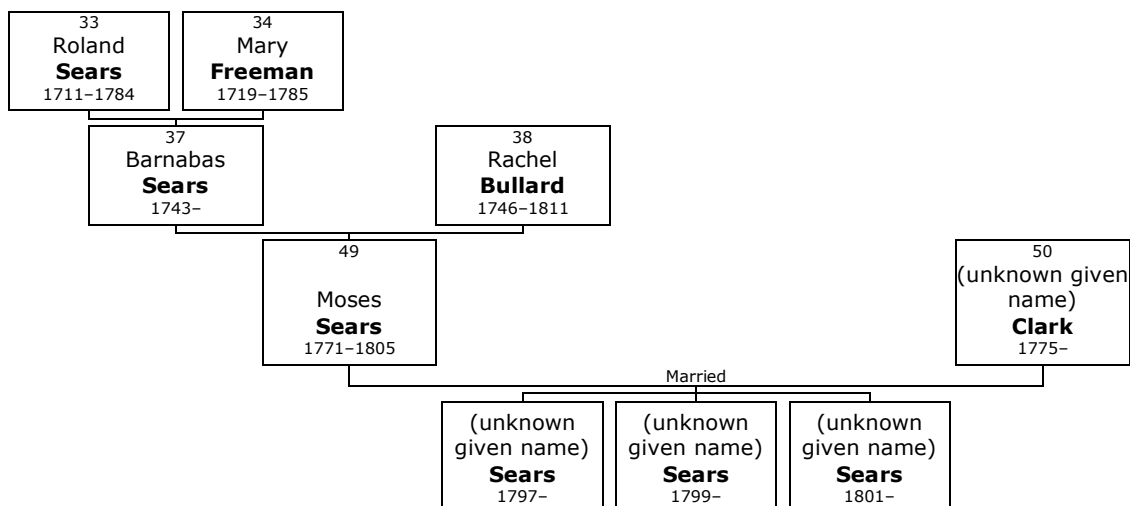 33
Roland
Sears
1711–1784
34
Mary
Freeman
1719–1785
37
Barnabas
Sears
1743–
38
Rachel
Bullard
1746–1811
49
Moses
Sears
1771–1805
50
(unknown given
name)
Clark
1775–
Married
(unknown
given name)
Sears
1797–
(unknown
given name)
Sears
1799–
(unknown
given name)
Sears
1801–